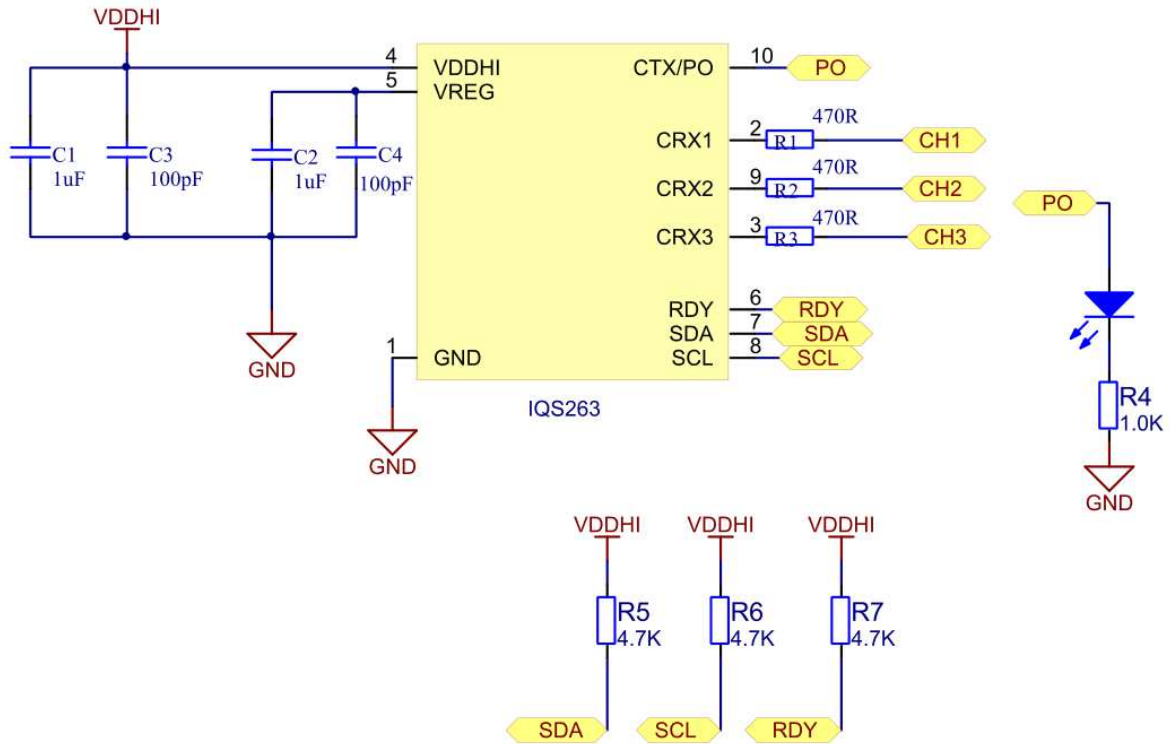 VDDHI
4
VDDHI
5
VREG
C1
1uF
C3
100pF
C2
1uF
C4
100pF
GND
1
GND
GND
CTX/PO
10
PO
CRX1
2
R1
470R
CH1
CRX2
9
R2
470R
CH2
CRX3
3
R3
470R
CH3
RDY
6
RDY
SDA
7
SDA
SCL
8
SCL
IQS263
PO
R4
1.0K
GND
VDDHI
VDDHI
VDDHI
R5
4.7K
R6
4.7K
R7
4.7K
SDA
SCL
RDY